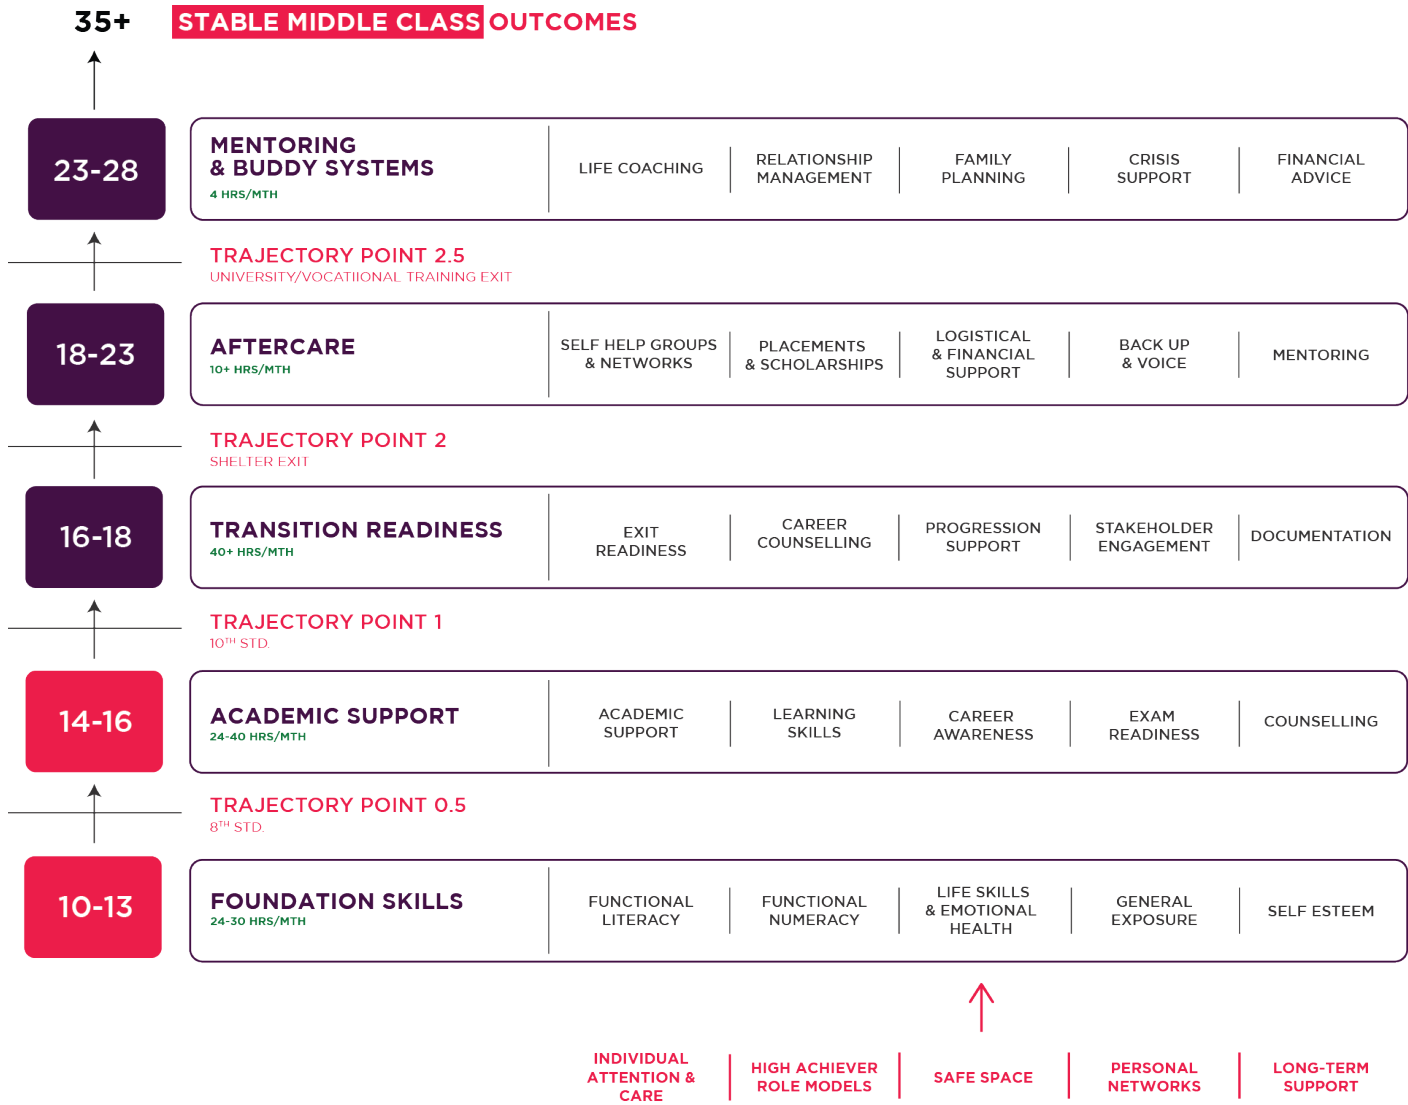 35+ STABLE MIDDLE CLASS OUTCOMES
23-28
MENTORING
& BUDDY SYSTEMS
4 HRS/MTH
LIFE COACHING
RELATIONSHIP
MANAGEMENT
FAMILY
PLANNING
CRISIS
SUPPORT
FINANCIAL
ADVICE
TRAJECTORY POINT 2.5
UNIVERSITY/VOCATIIONAL TRAINING EXIT
18-23
AFTERCARE
10+ HRS/MTH
SELF HELP GROUPS
& NETWORKS
PLACEMENTS
& SCHOLARSHIPS
LOGISTICAL
& FINANCIAL
SUPPORT
BACK UP
& VOICE
MENTORING
TRAJECTORY POINT 2
SHELTER EXIT
16-18
TRANSITION READINESS
40+ HRS/MTH
EXIT
READINESS
CAREER
COUNSELLING
PROGRESSION
SUPPORT
STAKEHOLDER
ENGAGEMENT
DOCUMENTATION
TRAJECTORY POINT 1
10TH STD.
14-16
ACADEMIC SUPPORT
24-40 HRS/MTH
ACADEMIC
SUPPORT
LEARNING
SKILLS
CAREER
AWARENESS
EXAM
READINESS
COUNSELLING
TRAJECTORY POINT 0.5
8TH STD.
10-13
FOUNDATION SKILLS
24-30 HRS/MTH
FUNCTIONAL
LITERACY
FUNCTIONAL
NUMERACY
LIFE SKILLS
& EMOTIONAL
HEALTH
GENERAL
EXPOSURE
SELF ESTEEM
INDIVIDUAL
ATTENTION &
CARE
HIGH ACHIEVER
ROLE MODELS
SAFE SPACE
PERSONAL
NETWORKS
LONG-TERM
SUPPORT